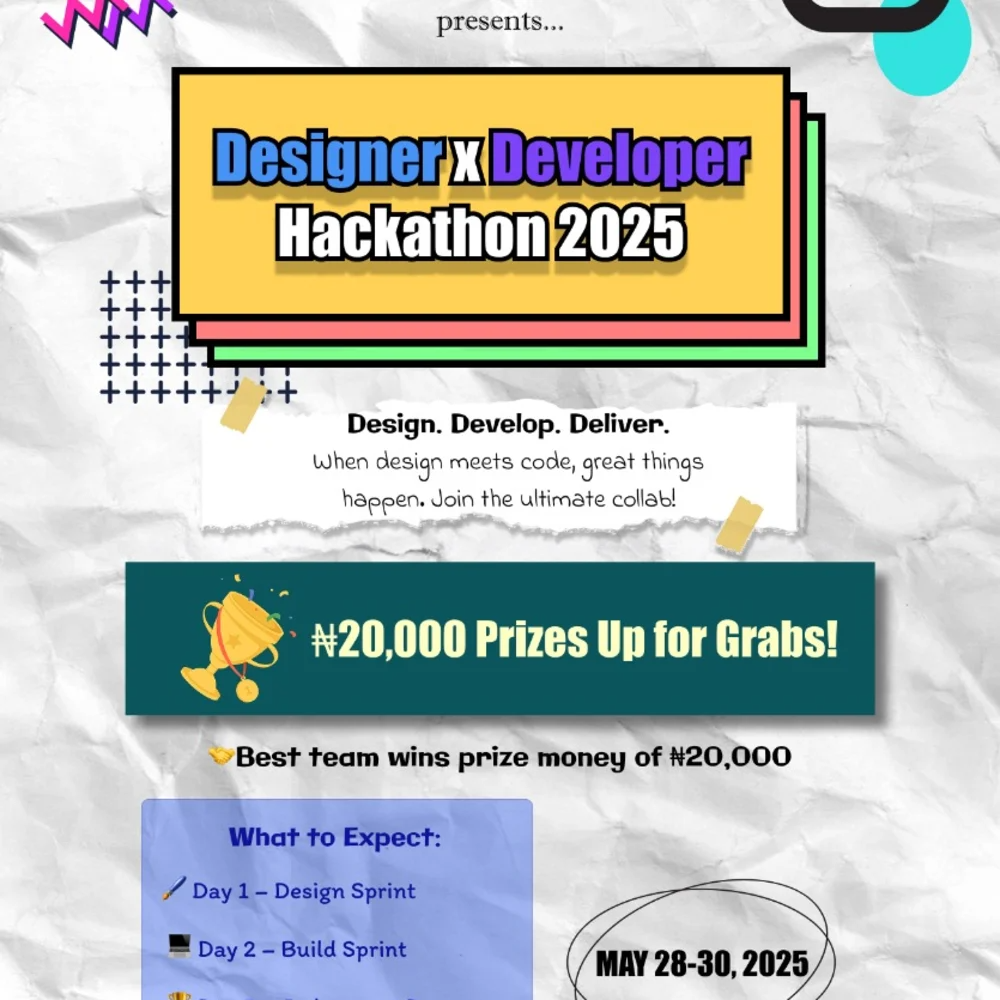 presents...
Designer x Developer
Hackathon 2025
Design. Develop. Deliver.
When design meets code, great things
happen. Join the ultimate collab!
₦20,000 Prizes Up for Grabs!
🤝Best team wins prize money of ₦20,000
What to Expect:
🖌️ Day 1 – Design Sprint
💻 Day 2 – Build Sprint
MAY 28-30, 2025